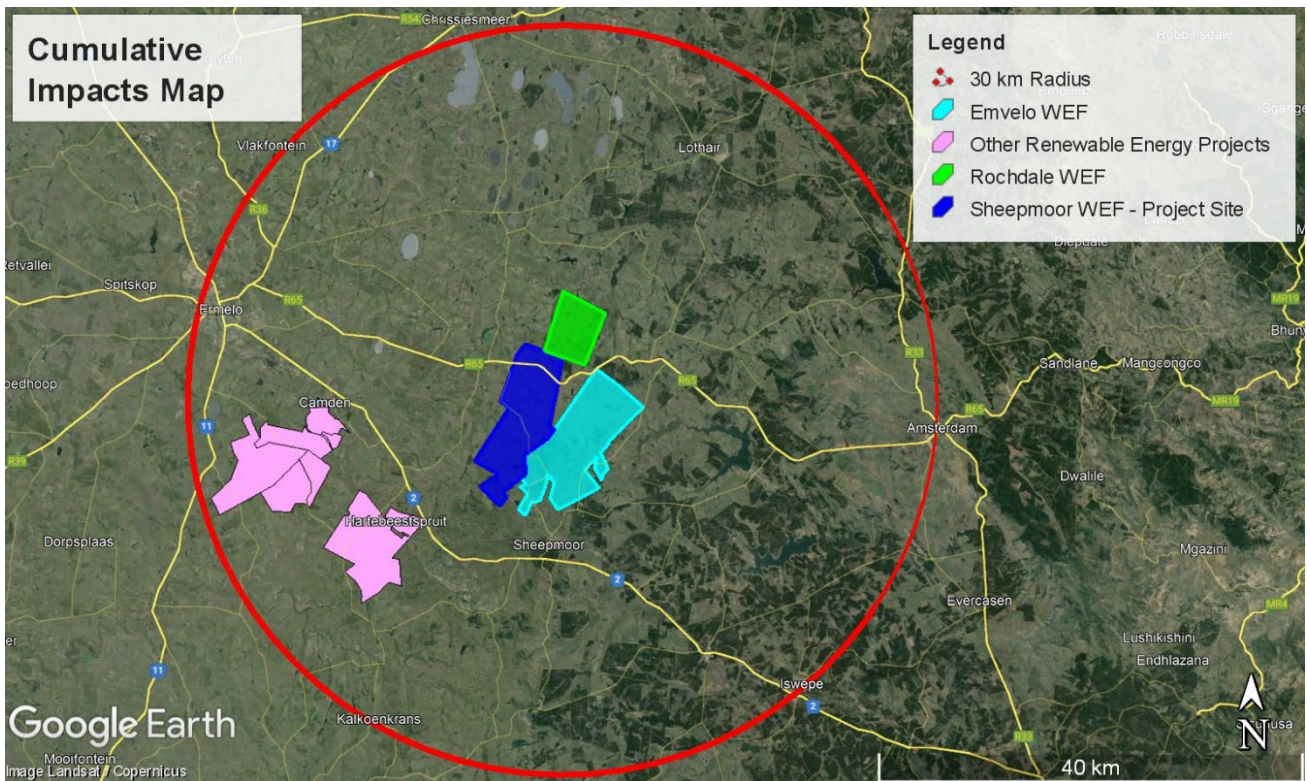 Cumulative
Impacts Map
Legend
30 km Radius
Emvelo WEF
Other Renewable Energy Projects
Rochdale WEF
Sheepmoor WEF - Project Site
R54
Chrissiesmeer
Vlakfontein
17
Lothair
R36
Retvallei
Spitskop
Ermelo
R65
R65
R65
R33
Sandlane
Mangcongco
MR19
MR19
Camden
11
R39
Amsterdam
R65
Dwalile
2
Hartebeestspruit
Dorpsplaas
Sheepmoor
Mgazini
2
Evercasen
MR4
Lushikishini
Endhlazana
11
Iswepe
2
Kalkoenkrans
R33
N
Google Earth
Mooifontein
Image Landsat / Copernicus
40 km